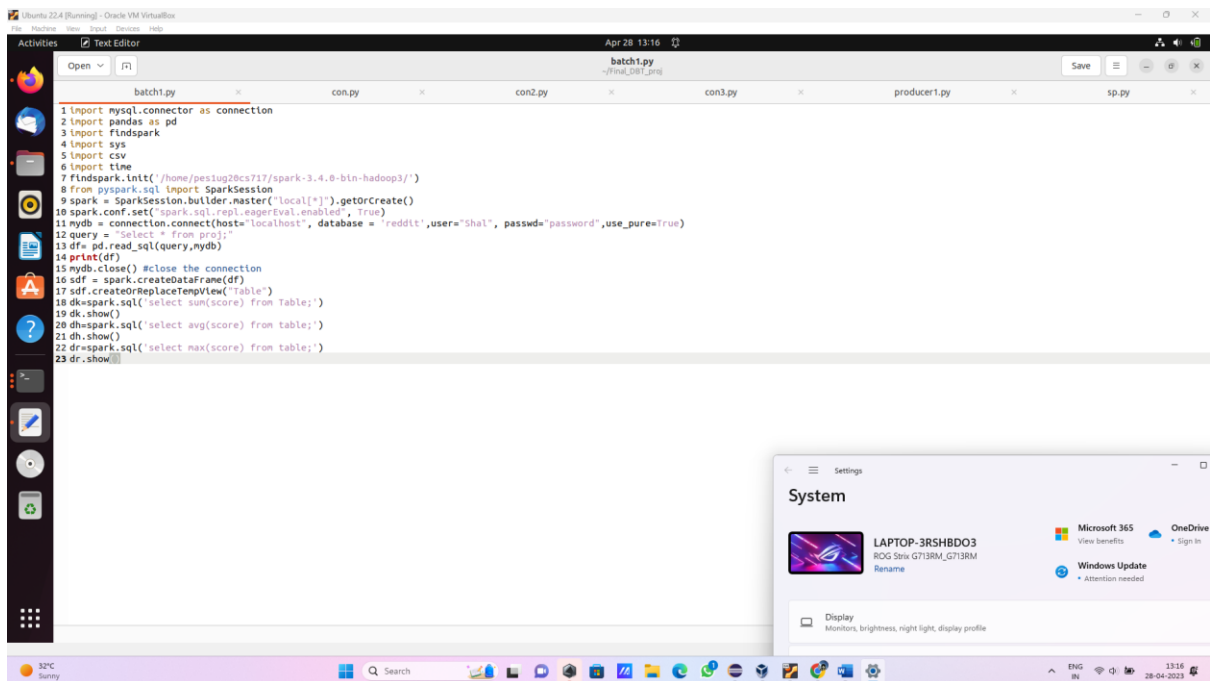 Ubuntu 22.4 [Running] - Oracle VM VirtualBox
File Machine View Input Devices Help
Activities Text Editor Apr 28 13:16
Open batch1.py Save
~/Final_DBT_proj
batch1.py con.py con2.py con3.py producer1.py sp.py
1 import mysql.connector as connection
2 import pandas as pd
3 import findspark
4 import sys
5 import csv
6 import time
7 findspark.init('/home/pes1ug20cs717/spark-3.4.0-bin-hadoop3/')
8 from pyspark.sql import SparkSession
9 spark = SparkSession.builder.master("local[*]").getOrCreate()
10 spark.conf.set("spark.sql.repl.eagerEval.enabled", True)
11 mydb = connection.connect(host="localhost", database = 'reddit',user="Shal", passwd="password",use_pure=True)
12 query = "Select * from proj;"
13 df= pd.read_sql(query,mydb)
14 print(df)
15 mydb.close() #close the connection
16 sdf = spark.createDataFrame(df)
17 sdf.createOrReplaceTempView("Table")
18 dk=spark.sql('select sum(score) from Table;')
19 dk.show()
20 dh=spark.sql('select avg(score) from table;')
21 dh.show()
22 dr=spark.sql('select max(score) from table;')
23 dr.show()
Settings
System
LAPTOP-3RSHBDO3
ROG Strix G713RM_G713RM
Rename
Microsoft 365
View benefits
OneDrive
• Sign In
Windows Update
• Attention needed
Display
Monitors, brightness, night light, display profile
32°C
Sunny
Search
ENG
IN
13:16
28-04-2023